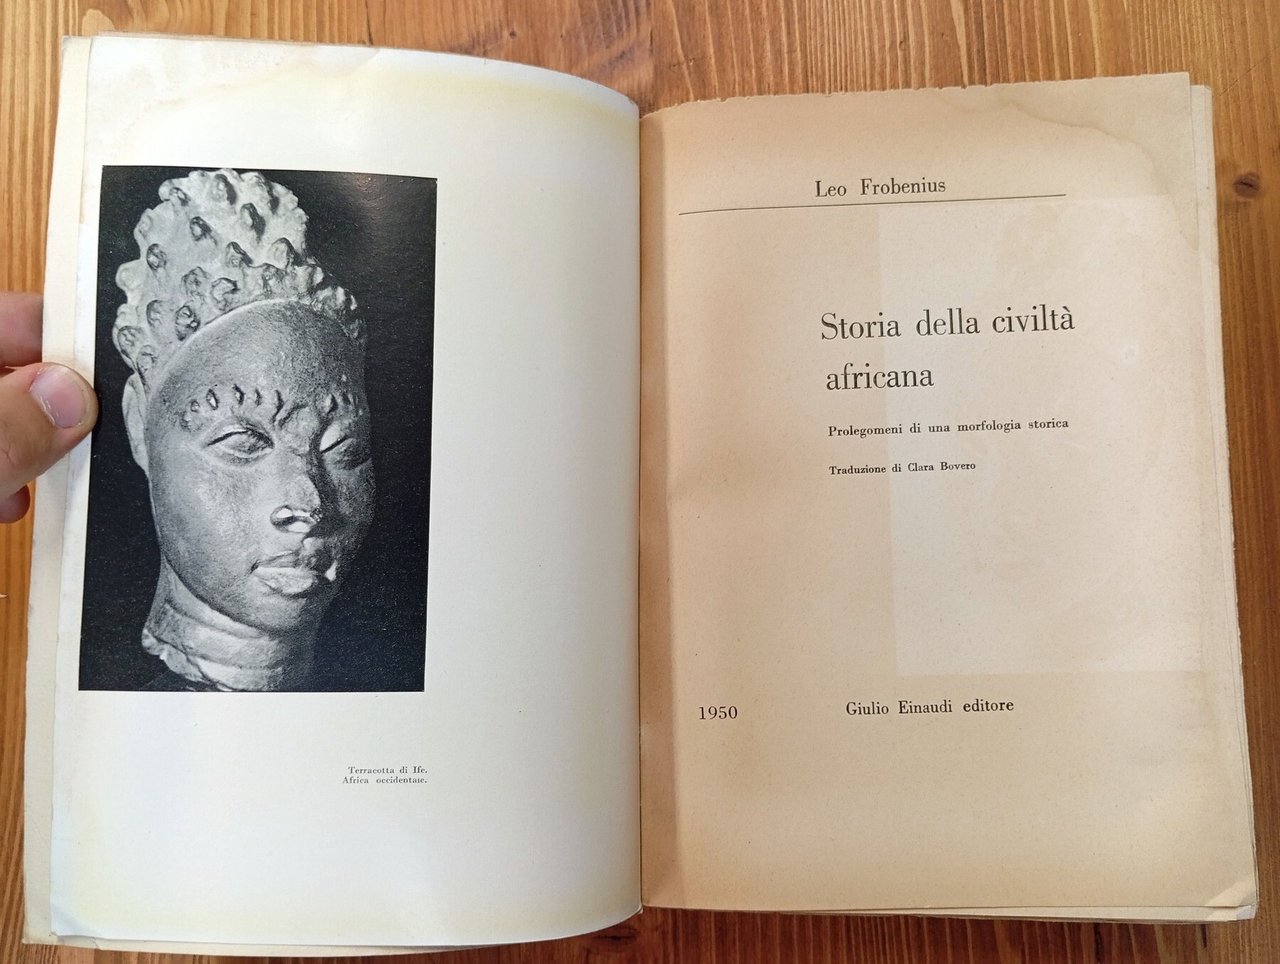 Terracotta di Ife.
Africa occidentale.
Leo Frobenius
Storia della civiltà
africana
Prolegomeni di una morfologia storica
Traduzione di Clara Bovero
1950
Giulio Einaudi editore